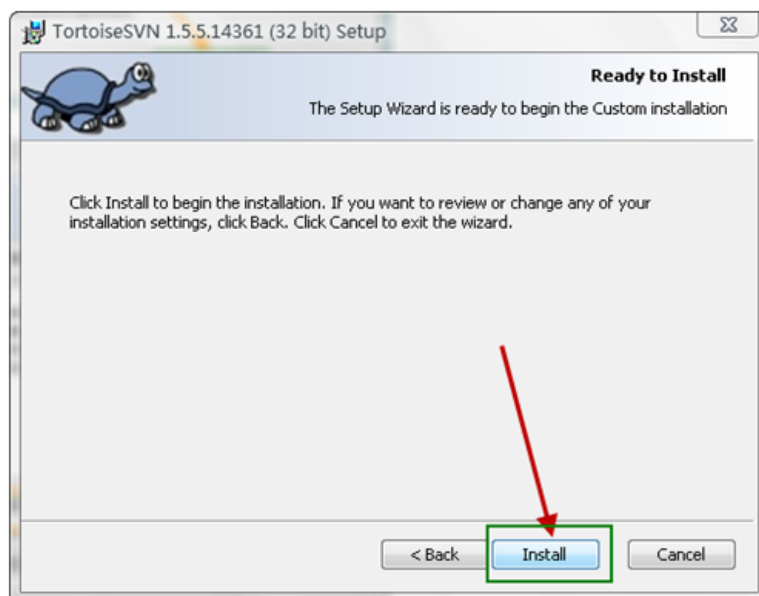 TortoiseSVN 1.5.5.14361 (32 bit) Setup
Ready to Install
The Setup Wizard is ready to begin the Custom installation
Click Install to begin the installation. If you want to review or change any of your
installation settings, click Back. Click Cancel to exit the wizard.
< Back
Install
Cancel